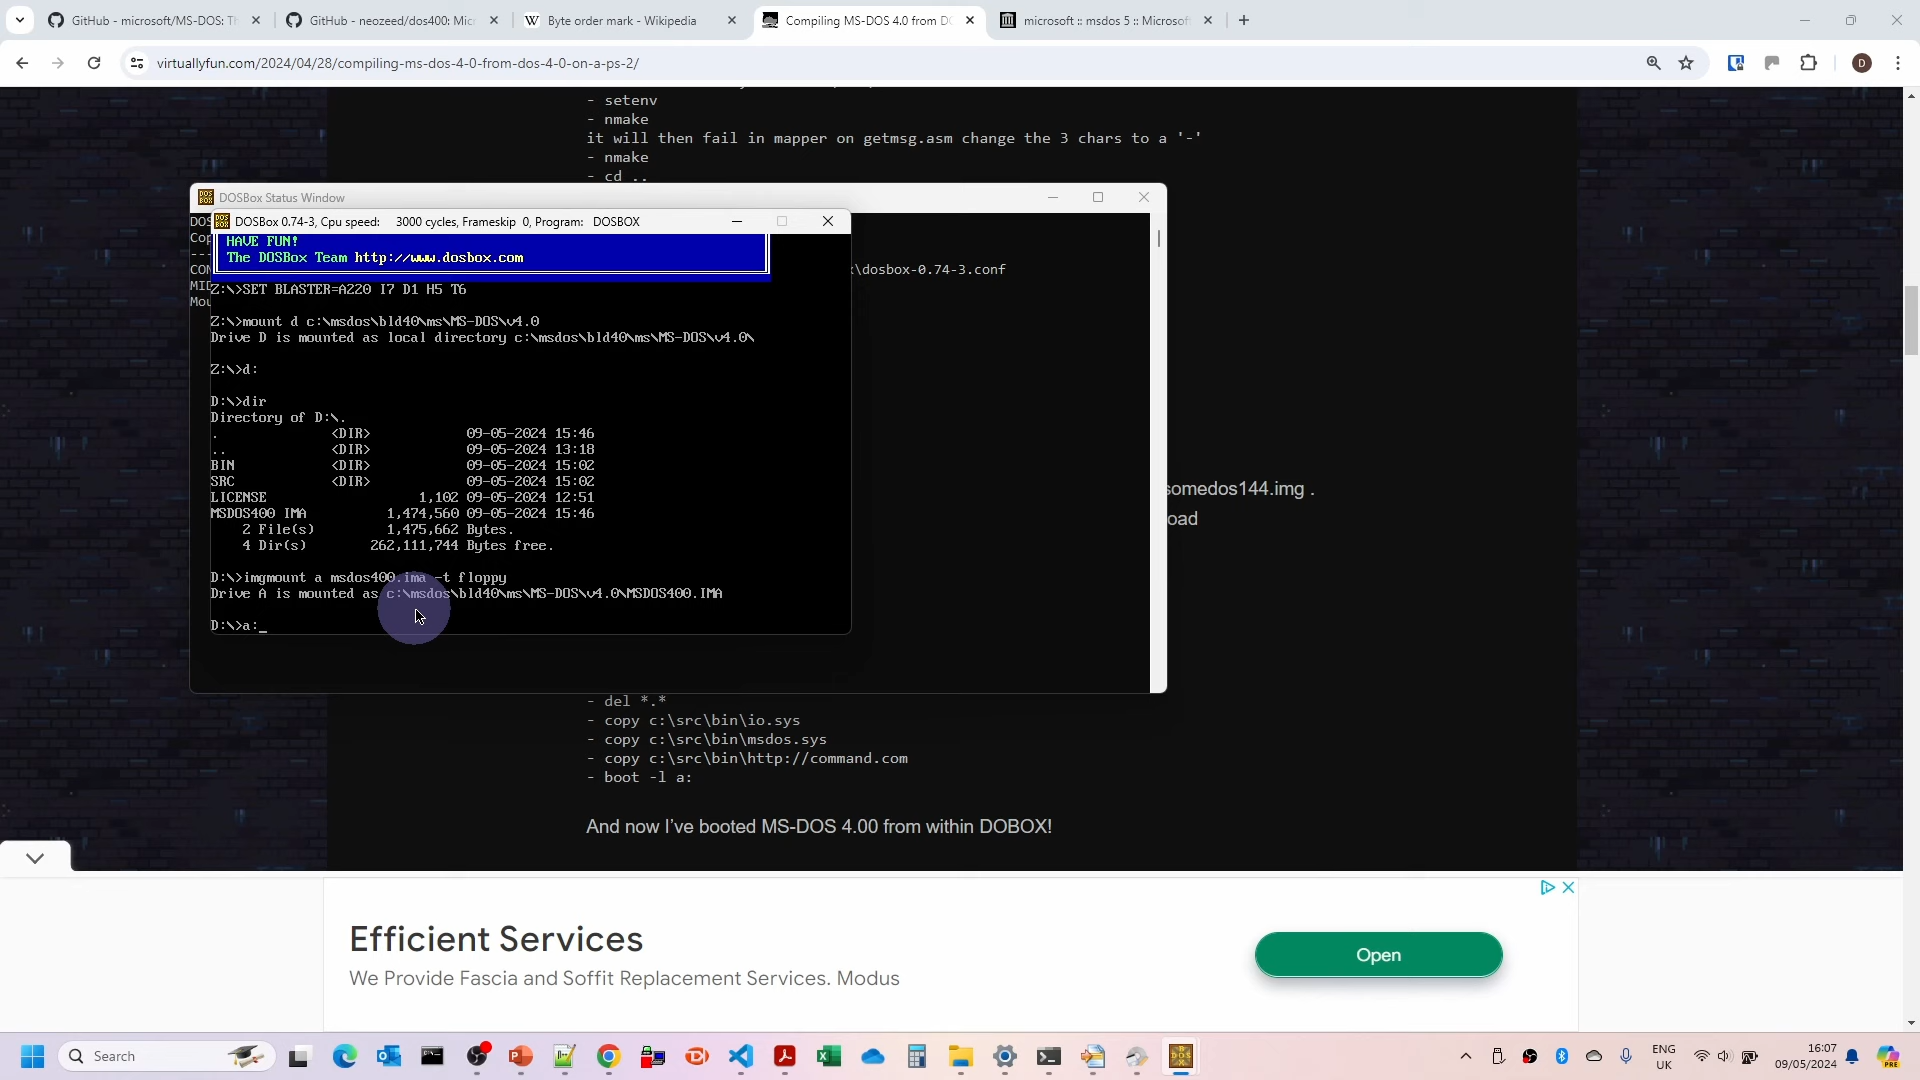 GitHub - microsoft/MS-DOS: Th
GitHub - neozeed/dos400: Micr
Byte order mark - Wikipedia
Compiling MS-DOS 4.0 from DO
microsoft :: msdos 5 :: Microsof
virtuallyfun.com/2024/04/28/compiling-ms-dos-4-0-from-dos-4-0-on-a-ps-2/
D
- setenv
- nmake
it will then fail in mapper on getmsg.asm change the 3 chars to a '-'
- nmake
- cd ..
DOSBox Status Window
DOSBox 0.74-3, Cpu speed: 3000 cycles, Frameskip 0, Program: DOSBOX
DOS
Cop
---
CON
MID
Mou
x\dosbox-0.74-3.conf
HAVE FUN!
The DOSBox Team http://www.dosbox.com
Z:\>SET BLASTER=A220 I7 D1 H5 T6
Z:\>mount d c:\msdos\bld40\ms\MS-DOS\v4.0
Drive D is mounted as local directory c:\msdos\bld40\ms\MS-DOS\v4.0\
Z:\>d:
D:\>dir
Directory of D:\.
. <DIR> 09-05-2024 15:46
.. <DIR> 09-05-2024 13:18
BIN <DIR> 09-05-2024 15:02
SRC <DIR> 09-05-2024 15:02
LICENSE 1,102 09-05-2024 12:51
MSDOS400 IMA 1,474,560 09-05-2024 15:46
2 File(s) 1,475,662 Bytes.
4 Dir(s) 262,111,744 Bytes free.
D:\>imgmount a msdos400.ima -t floppy
Drive A is mounted as c:\msdos\bld40\ms\MS-DOS\v4.0\MSDOS400.IMA
D:\>a:_
somedos144.img .
oad
- del *.*
- copy c:\src\bin\io.sys
- copy c:\src\bin\msdos.sys
- copy c:\src\bin\http://command.com
- boot -l a:
And now I've booted MS-DOS 4.00 from within DOBOX!
Efficient Services
We Provide Fascia and Soffit Replacement Services. Modus
Open
Search
ENG
UK
16:07
09/05/2024